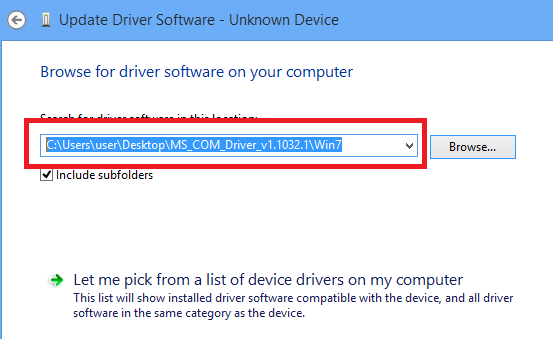 Update Driver Software - Unknown Device
Browse for driver software on your computer
Search for driver software in this location:
C:\Users\user\Desktop\MS_COM_Driver_v1.1032.1\Win7
Browse...
Include subfolders
Let me pick from a list of device drivers on my computer
This list will show installed driver software compatible with the device, and all driver
software in the same category as the device.